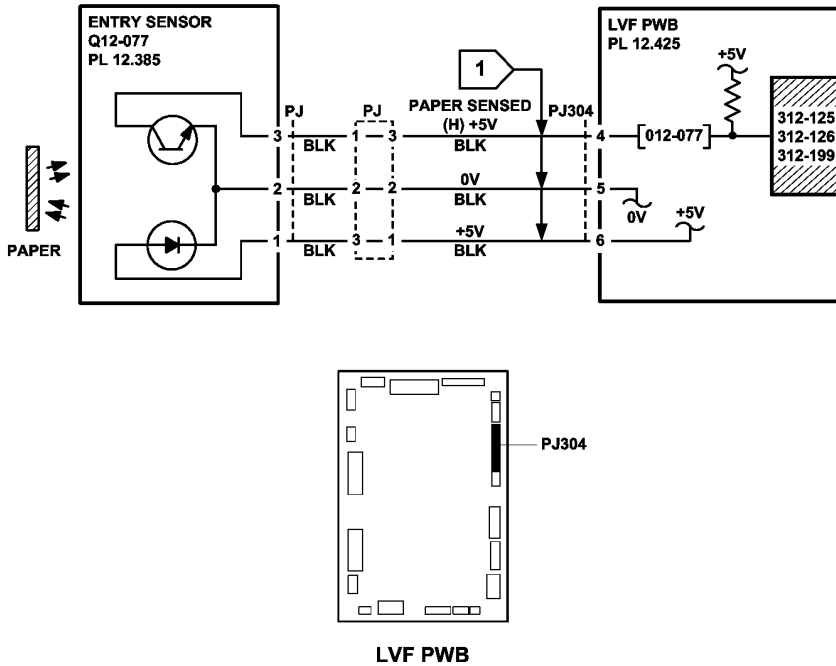 ENTRY SENSOR
Q12-077
PL 12.385
LVF PWB
PL 12.425
+5V
1
PJ
PJ
PAPER SENSED
(H) +5V
PJ304
3
BLK
1
3
BLK
4
[012-077]
312-125
312-126
312-199
2
BLK
2
2
0V
BLK
5
0V
+5V
1
BLK
3
1
+5V
BLK
6
PAPER
PJ304
LVF PWB